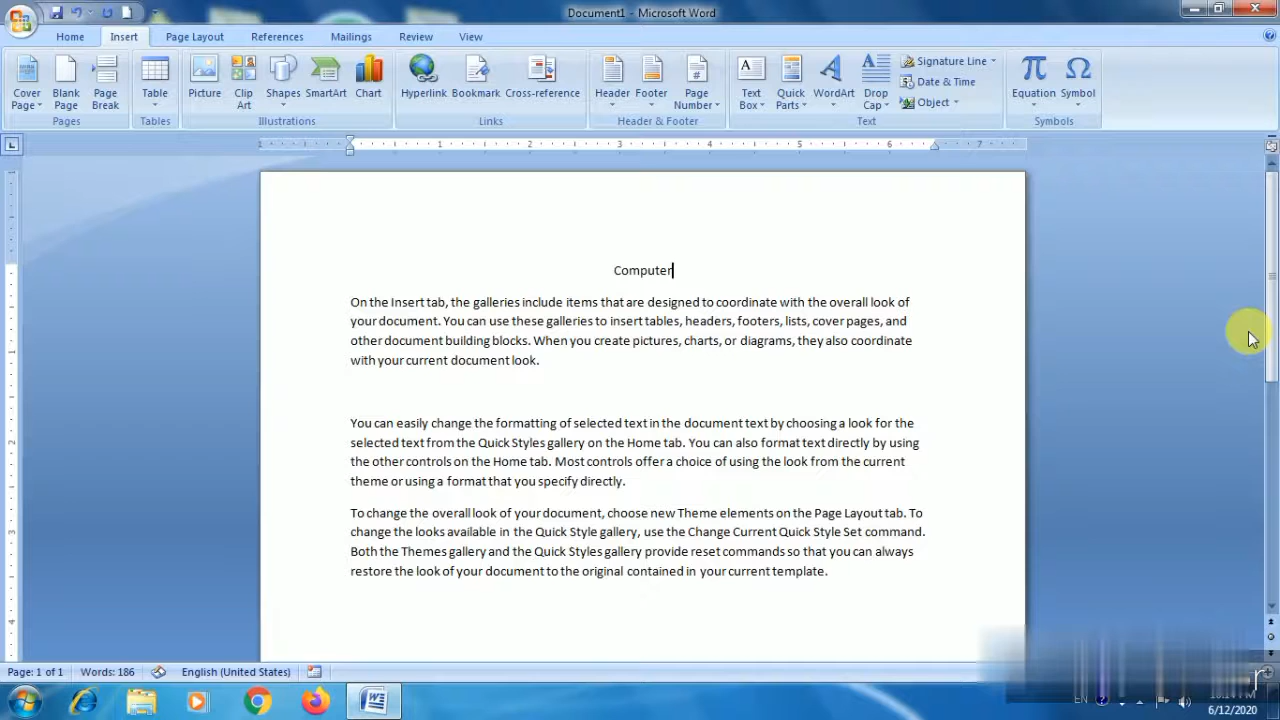 Document1 - Microsoft Word
Home Insert Page Layout References Mailings Review View
Cover Page Blank Page Page Break Table Picture Clip Art Shapes SmartArt Chart Hyperlink Bookmark Cross-reference Header Footer Page Number Text Box Quick Parts WordArt Drop Cap Signature Line Date & Time Object Equation Symbol
Pages Tables Illustrations Links Header & Footer Text Symbols
1 1 2 3 4 5 6 7
Computer
On the Insert tab, the galleries include items that are designed to coordinate with the overall look of
your document. You can use these galleries to insert tables, headers, footers, lists, cover pages, and
other document building blocks. When you create pictures, charts, or diagrams, they also coordinate
with your current document look.
You can easily change the formatting of selected text in the document text by choosing a look for the
selected text from the Quick Styles gallery on the Home tab. You can also format text directly by using
the other controls on the Home tab. Most controls offer a choice of using the look from the current
theme or using a format that you specify directly.
To change the overall look of your document, choose new Theme elements on the Page Layout tab. To
change the looks available in the Quick Style gallery, use the Change Current Quick Style Set command.
Both the Themes gallery and the Quick Styles gallery provide reset commands so that you can always
restore the look of your document to the original contained in your current template.
Page: 1 of 1 Words: 186 English (United States)
EN
6/12/2020